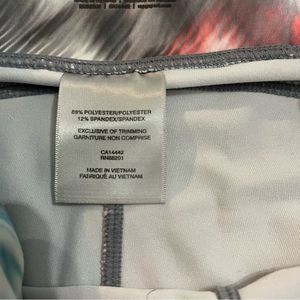 88% POLYESTER/POLYESTER
12% SPANDEX/SPANDEX
EXCLUSIVE OF TRIMMING
GARNITURE NON COMPRISE
CA14442
RN88201
MADE IN VIETNAM
FABRIQUÉ AU VIETNAM